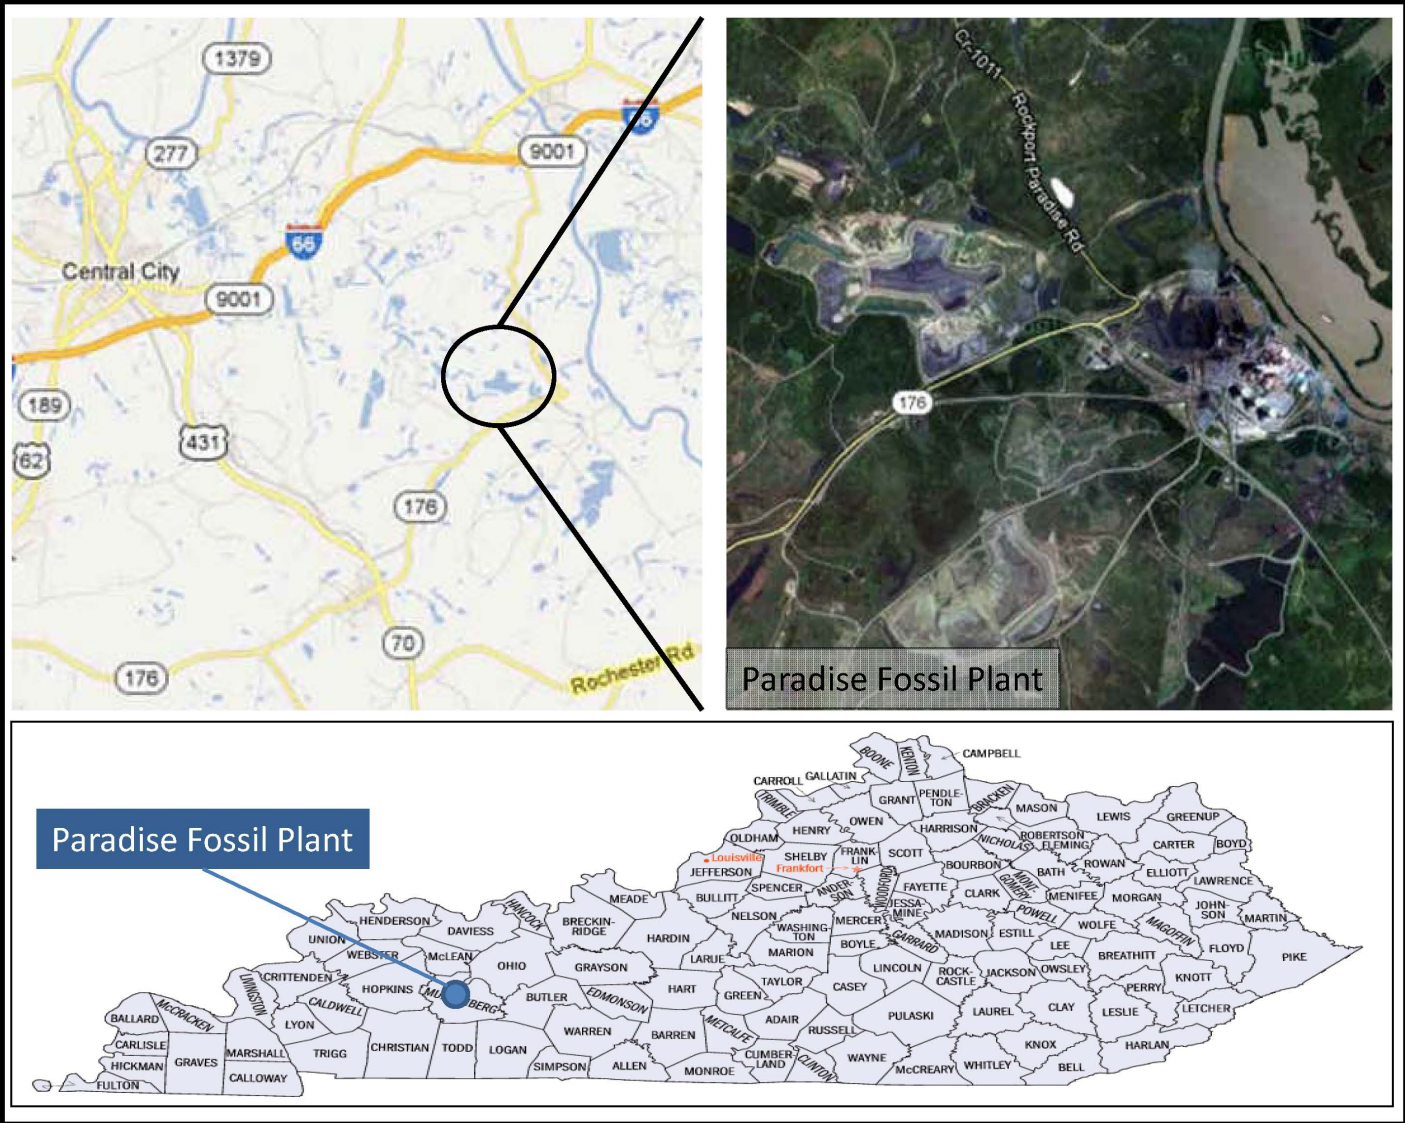 1379
277
66
9001
66
Central City
9001
189
62
431
176
70
176
Rochester Rd
Cr-1011
Rockport Paradise Rd
176
Paradise Fossil Plant
Paradise Fossil Plant
BOONE
KENTON
CAMPBELL
CARROLL
GALLATIN
TRIMBLE
GRANT
PENDLE-
TON
BRACKEN
MASON
LEWIS
GREENUP
OLDHAM
HENRY
OWEN
HARRISON
NICHOLAS
ROBERTSON
FLEMING
CARTER
BOYD
Louisville
JEFFERSON
SHELBY
Frankfort
FRANK-
LIN
SCOTT
BOURBON
BATH
ROWAN
ELLIOTT
LAWRENCE
MEADE
BULLITT
SPENCER
ANDER-
SON
WOODFORD
FAYETTE
CLARK
MONT-
GOMERY
MENIFEE
MORGAN
JOHN-
SON
MARTIN
HENDERSON
DAVIESS
HANCOCK
BRECKIN-
RIDGE
HARDIN
NELSON
WASHING-
TON
MERCER
JESSA-
MINE
GARRARD
MADISON
ESTILL
POWELL
WOLFE
MAGOFFIN
FLOYD
PIKE
UNION
WEBSTER
McLEAN
OHIO
GRAYSON
LARUE
MARION
BOYLE
LINCOLN
ROCK-
CASTLE
JACKSON
LEE
OWSLEY
BREATHITT
PERRY
KNOTT
LETCHER
CRITTENDEN
LIVINGSTON
HOPKINS
MU
BERG
BUTLER
EDMONSON
HART
GREEN
TAYLOR
CASEY
PULASKI
LAUREL
CLAY
LESLIE
HARLAN
BALLARD
McCRACKEN
CALDWELL
LYON
WARREN
BARREN
METCALFE
ADAIR
RUSSELL
KNOX
CARLISLE
GRAVES
MARSHALL
TRIGG
CHRISTIAN
TODD
LOGAN
SIMPSON
ALLEN
MONROE
CUMBER-
LAND
CLINTON
WAYNE
McCREARY
WHITLEY
BELL
HICKMAN
FULTON
CALLOWAY